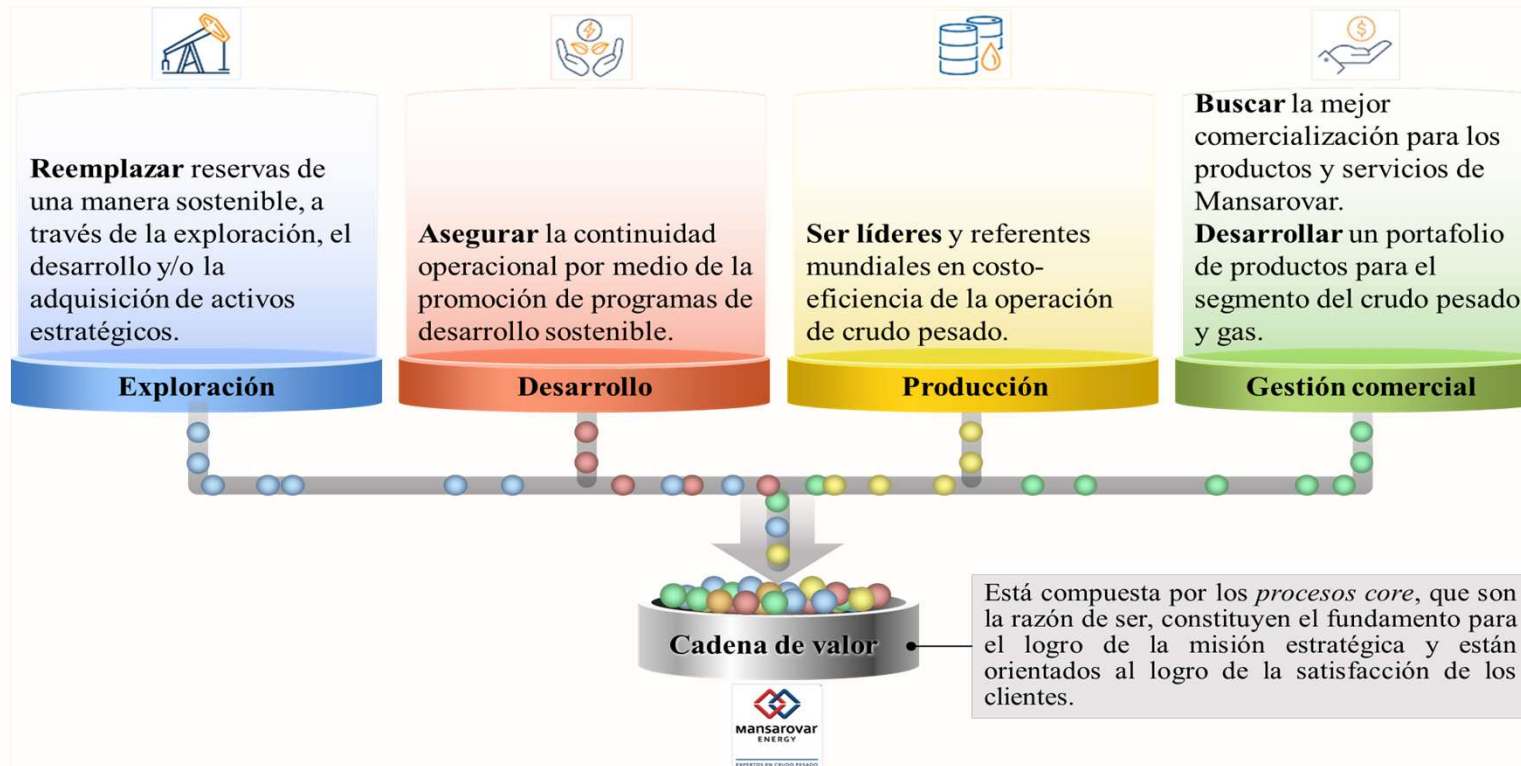 Reemplazar reservas de
una manera sostenible, a
través de la exploración, el
desarrollo y/o la
adquisición de activos
estratégicos.
Exploración
Asegurar la continuidad
operacional por medio de la
promoción de programas de
desarrollo sostenible.
Desarrollo
Ser líderes y referentes
mundiales en costo-
eficiencia de la operación
de crudo pesado.
Producción
Buscar la mejor
comercialización para los
productos y servicios de
Mansarovar.
Desarrollar un portafolio
de productos para el
segmento del crudo pesado
y gas.
Gestión comercial
Cadena de valor
Está compuesta por los procesos core, que son
la razón de ser, constituyen el fundamento para
el logro de la misión estratégica y están
orientados al logro de la satisfacción de los
clientes.
Mansarovar
ENERGY
EXPERTOS EN CRUDO PESADO